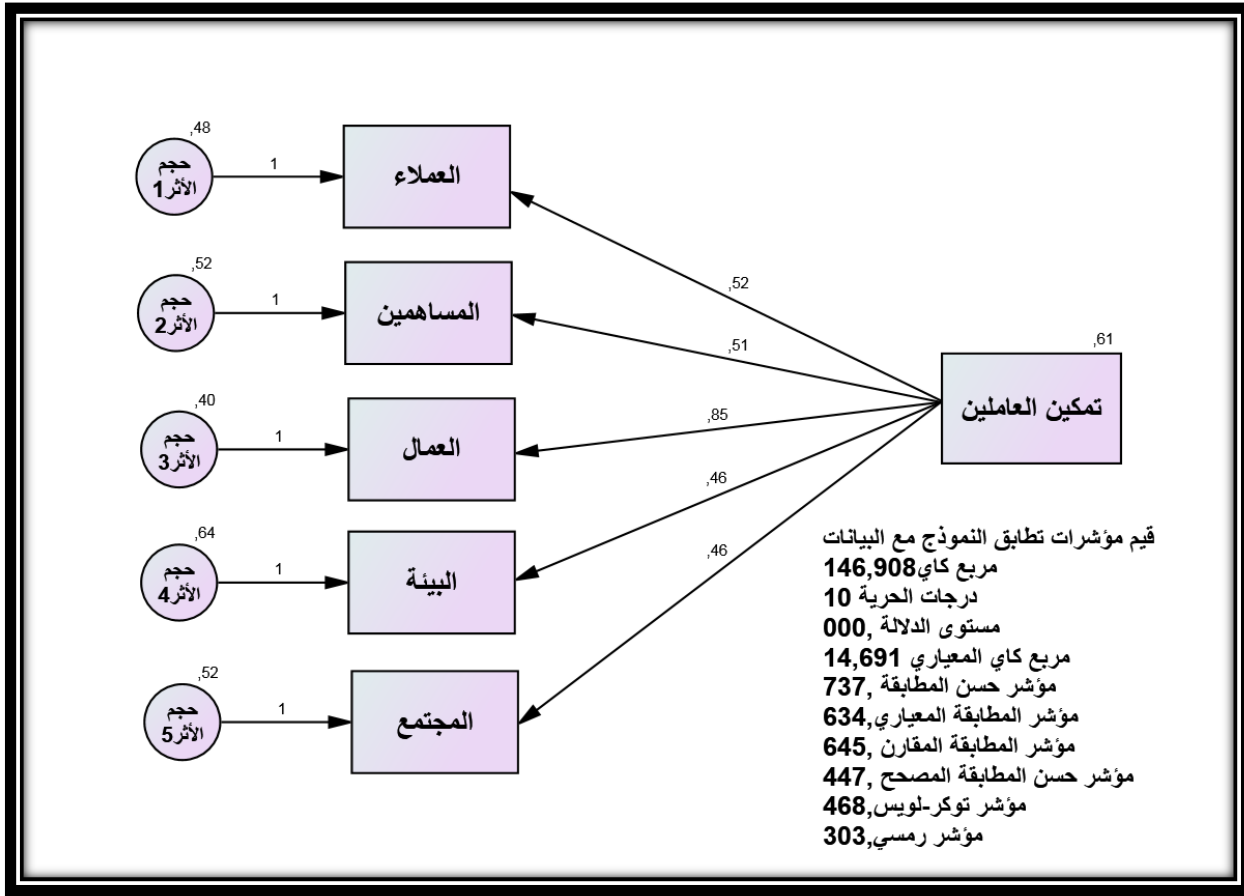 ,48
حجم
الأثر1
1
العملاء
,52
,52
حجم
الأثر2
1
المساهمين
,51
,61
تمكين العاملين
,40
حجم
الأثر3
1
العمال
,85
,64
حجم
الأثر4
1
البيئة
,46
,52
حجم
الأثر5
1
المجتمع
,46
قيم مؤشرات تطابق النموذج مع البيانات
مربع كاي146,908
درجات الحرية 10
مستوى الدلالة ,000
مربع كاي المعياري 14,691
مؤشر حسن المطابقة ,737
مؤشر المطابقة المعياري,634
مؤشر المطابقة المقارن ,645
مؤشر حسن المطابقة المصحح ,447
مؤشر توكر-لويس,468
مؤشر رمسي,303